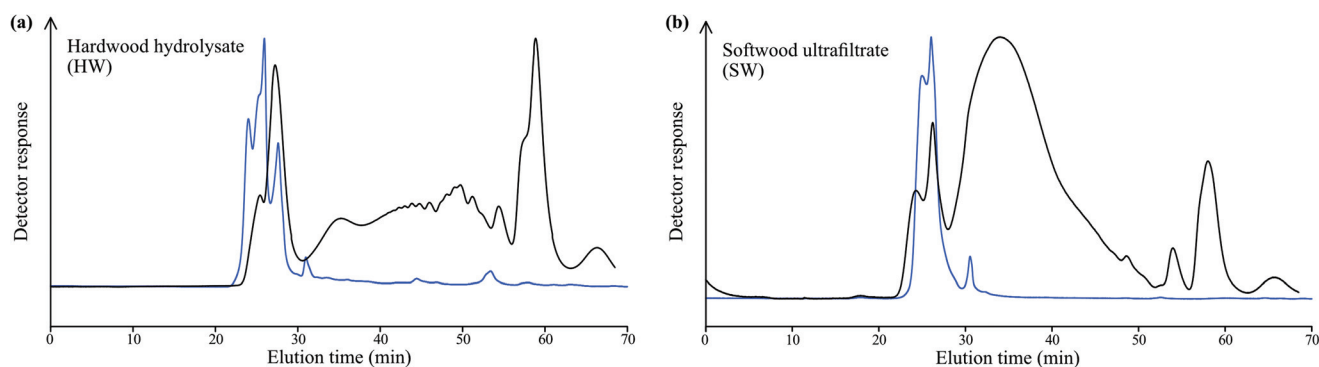 (a)
Hardwood hydrolysate
(HW)
Detector response
0 10 20 30 40 50 60 70
Elution time (min)
(b)
Softwood ultrafiltrate
(SW)
Detector response
0 10 20 30 40 50 60 70
Elution time (min)